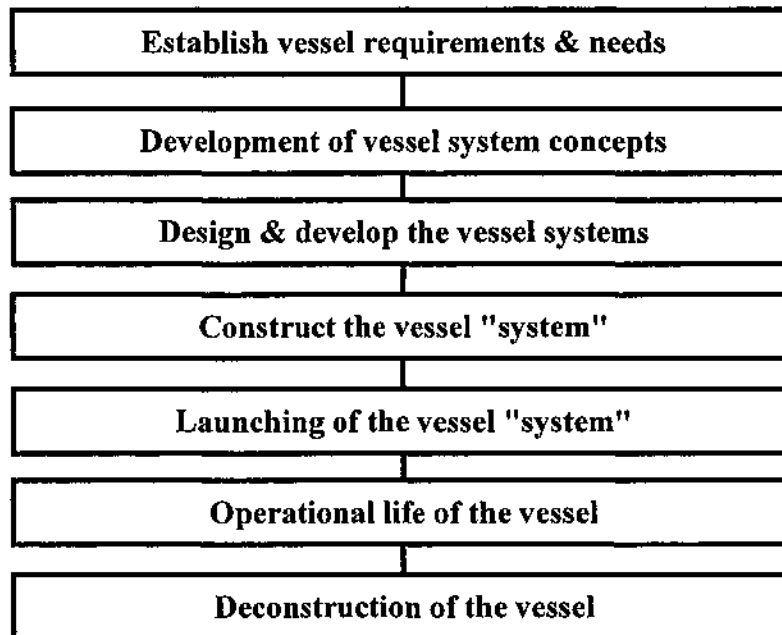 Establish vessel requirements & needs
Development of vessel system concepts
Design & develop the vessel systems
Construct the vessel "system"
Launching of the vessel "system"
Operational life of the vessel
Deconstruction of the vessel